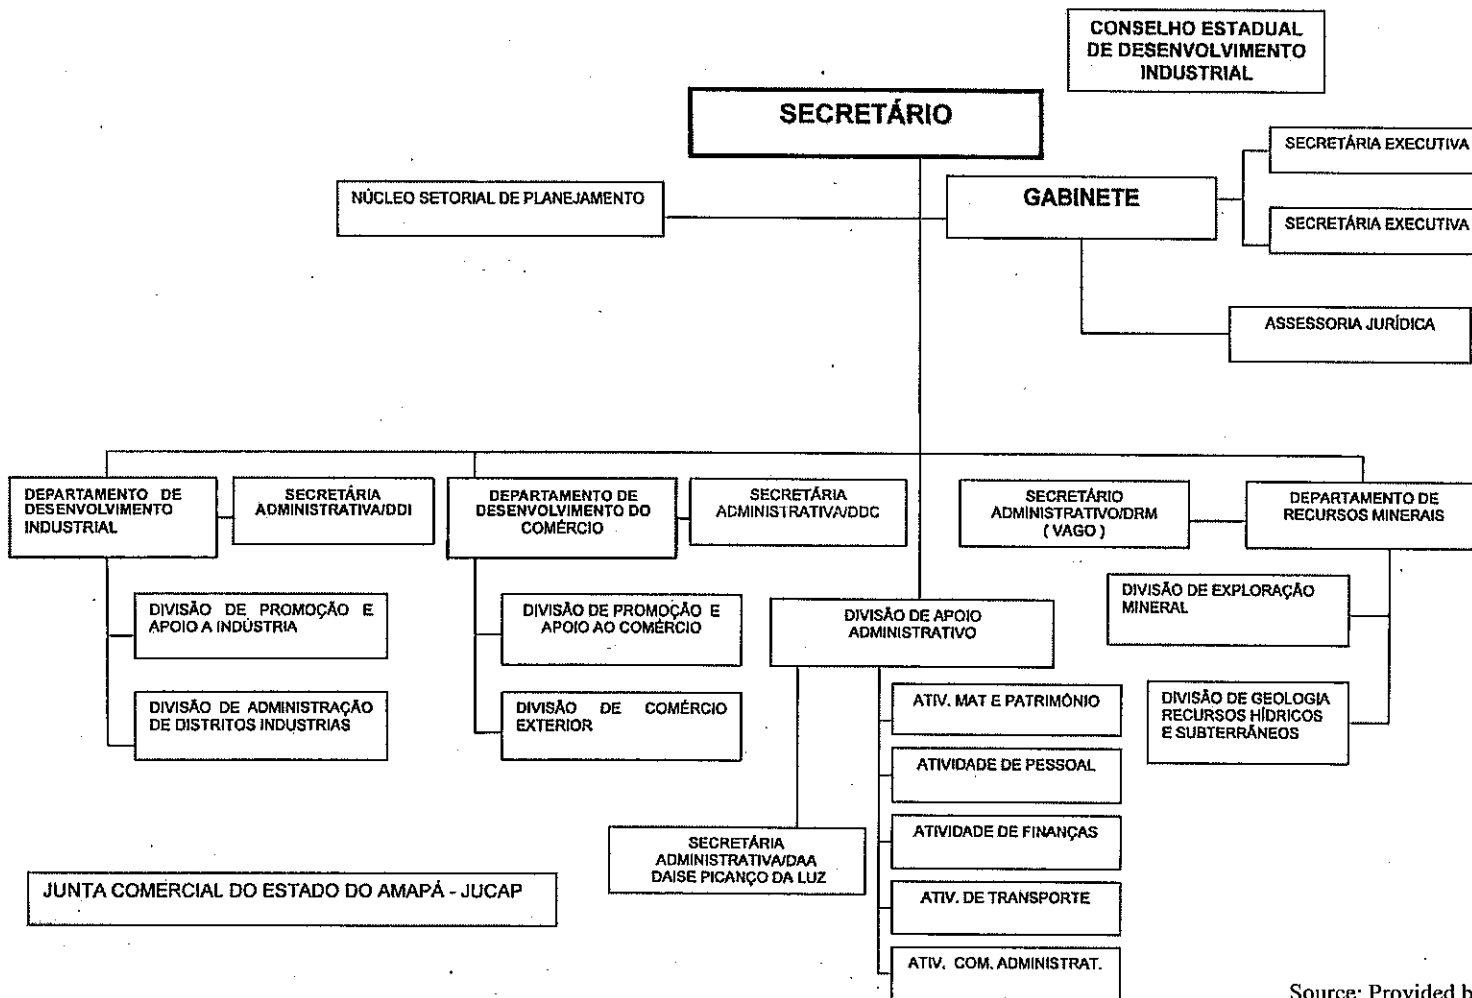 CONSELHO ESTADUAL
DE DESENVOLVIMENTO
INDUSTRIAL
SECRETÁRIO
SECRETÁRIA EXECUTIVA
NÚCLEO SETORIAL DE PLANEJAMENTO
GABINETE
SECRETÁRIA EXECUTIVA
ASSESSORIA JURÍDICA
DEPARTAMENTO DE
DESENVOLVIMENTO
INDUSTRIAL
SECRETÁRIA
ADMINISTRATIVA/DDI
DEPARTAMENTO DE
DESENVOLVIMENTO DO
COMÉRCIO
SECRETÁRIA
ADMINISTRATIVA/DDC
SECRETÁRIO
ADMINISTRATIVO/DRM
( VAGO )
DEPARTAMENTO DE
RECURSOS MINERAIS
DIVISÃO DE PROMOÇÃO E
APOIO A INDÚSTRIA
DIVISÃO DE PROMOÇÃO E
APOIO AO COMÉRCIO
DIVISÃO DE APOIO
ADMINISTRATIVO
DIVISÃO DE EXPLORAÇÃO
MINERAL
DIVISÃO DE ADMINISTRAÇÃO
DE DISTRITOS INDUSTRIAS
DIVISÃO DE COMÉRCIO
EXTERIOR
ATIV. MAT E PATRIMÔNIO
DIVISÃO DE GEOLOGIA
RECURSOS HÍDRICOS
E SUBTERRÂNEOS
ATIVIDADE DE PESSOAL
ATIVIDADE DE FINANÇAS
SECRETÁRIA
ADMINISTRATIVA/DAA
DAISE PICANÇO DA LUZ
JUNTA COMERCIAL DO ESTADO DO AMAPÁ - JUCAP
ATIV. DE TRANSPORTE
ATIV. COM. ADMINISTRAT.
Source: Provided b